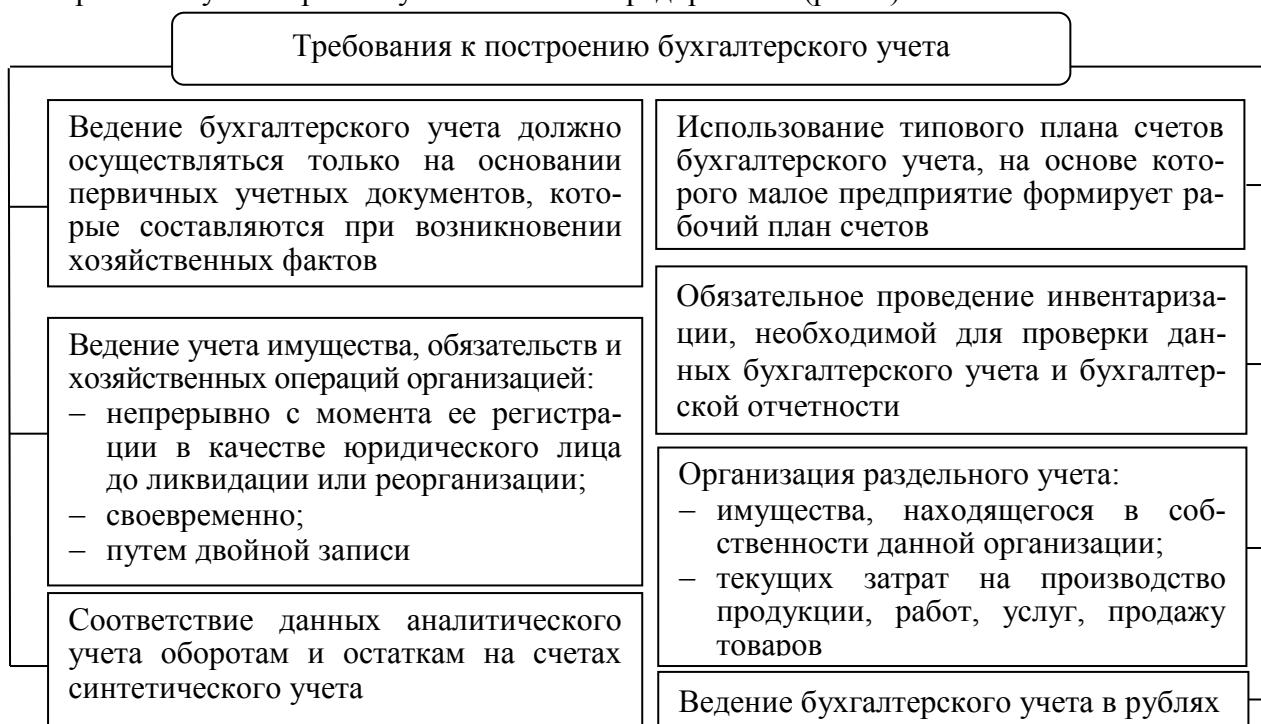 Требования к построению бухгалтерского учета
Ведение бухгалтерского учета должно
осуществляться только на основании
первичных учетных документов, кото-
рые составляются при возникновении
хозяйственных фактов
Ведение учета имущества, обязательств и
хозяйственных операций организацией:
– непрерывно с момента ее регистра-
ции в качестве юридического лица
до ликвидации или реорганизации;
– своевременно;
– путем двойной записи
Соответствие данных аналитического
учета оборотам и остаткам на счетах
синтетического учета
Использование типового плана счетов
бухгалтерского учета, на основе кото-
рого малое предприятие формирует ра-
бочий план счетов
Обязательное проведение инвентариза-
ции, необходимой для проверки дан-
ных бухгалтерского учета и бухгалтер-
ской отчетности
Организация раздельного учета:
– имущества, находящегося в соб-
ственности данной организации;
– текущих затрат на производство
продукции, работ, услуг, продажу
товаров
Ведение бухгалтерского учета в рублях